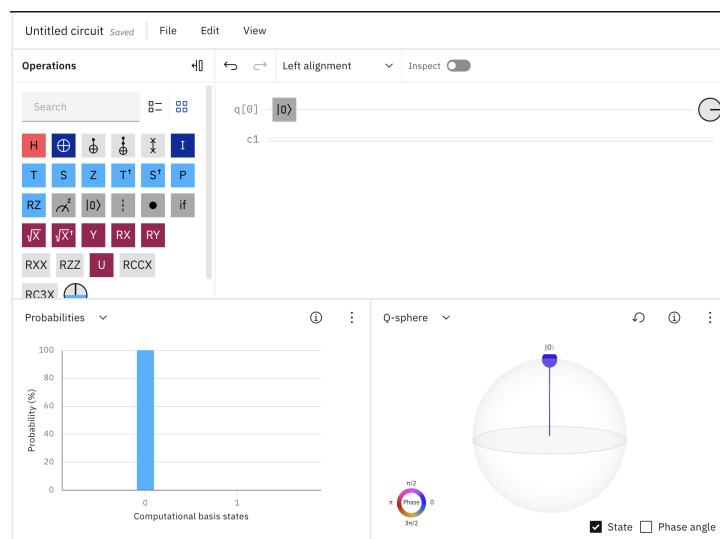 Untitled circuit Saved File Edit View
Operations Left alignment Inspect
Search
q[0] |0⟩
c1
H I
T S Z T† S† P
RZ z |0⟩ if
√X √X† Y RX RY
RXX RZZ U RCCX
RC3X
Probabilities
Q-sphere
100
80
60
40
20
0
Probability (%)
0 1
Computational basis states
|0⟩
π/2
π Phase 0
3π/2
State Phase angle